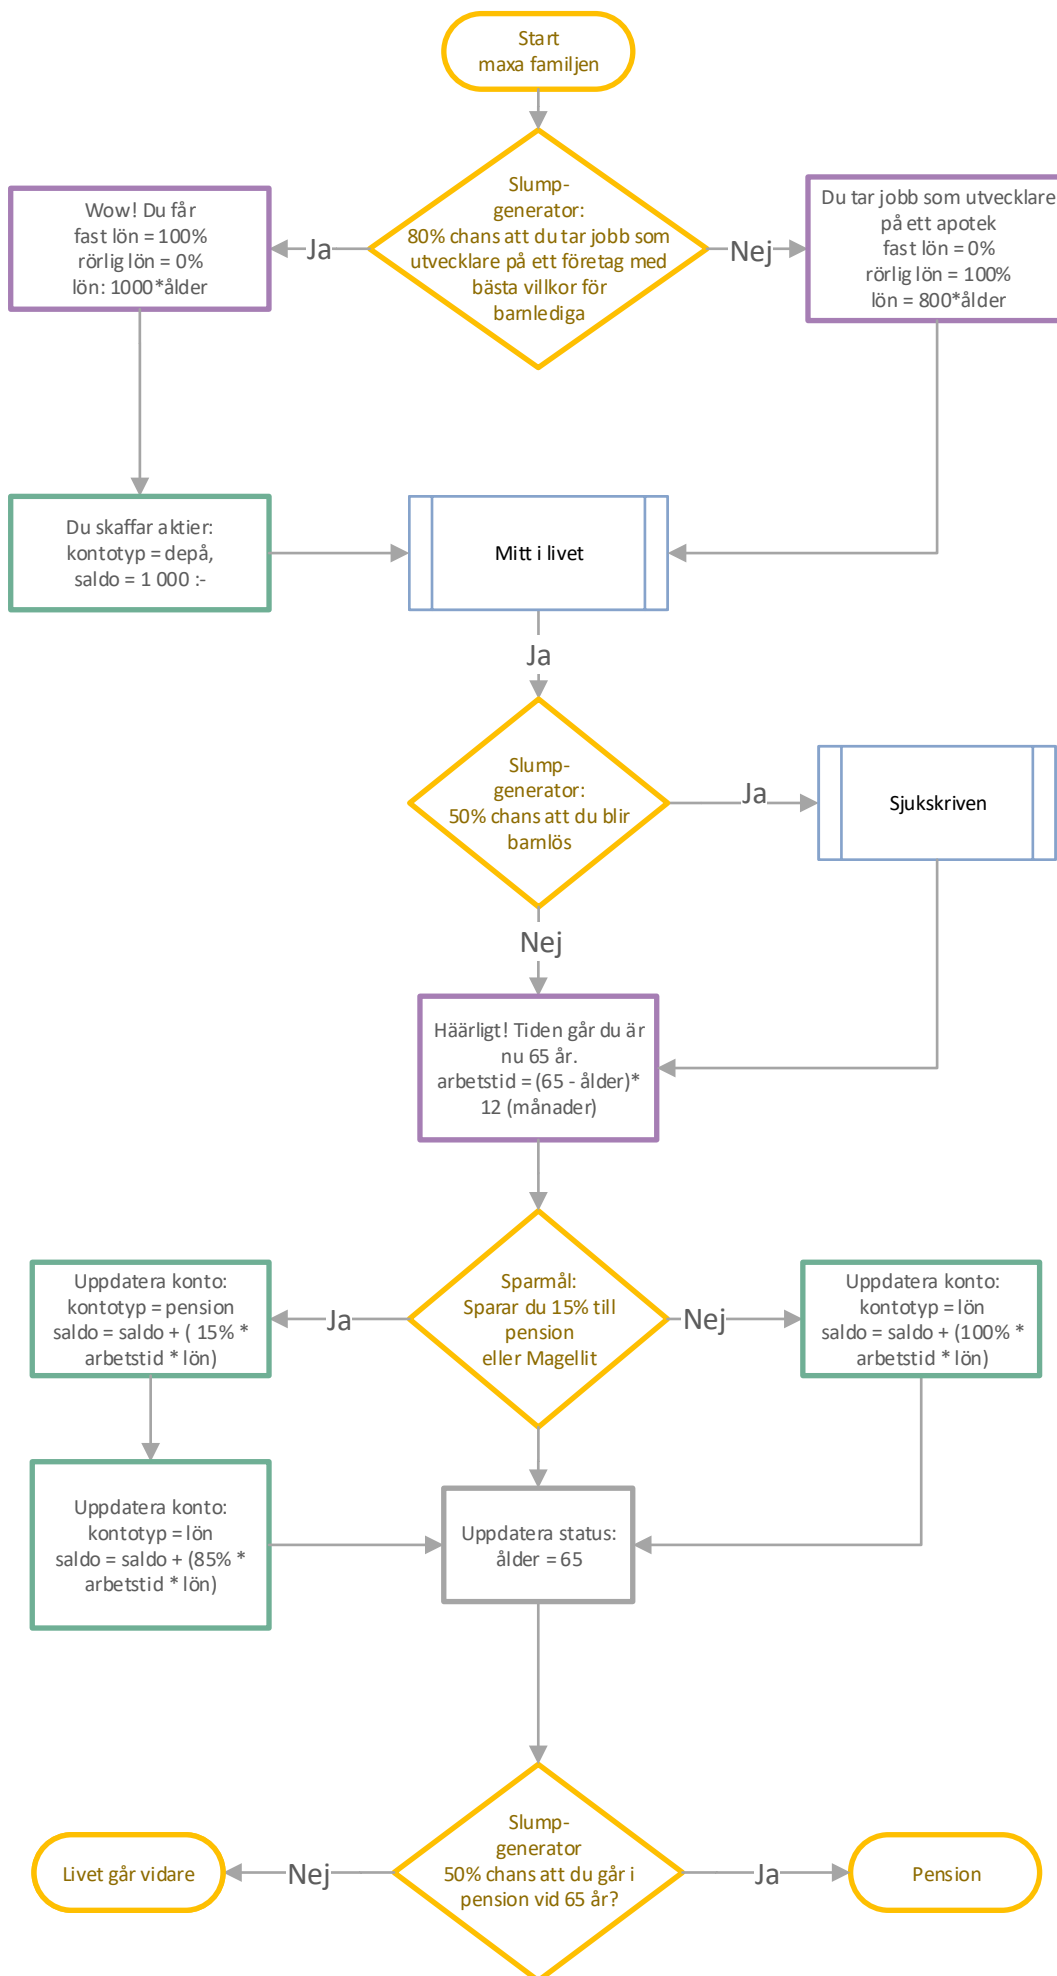 Start
maxa familjen
Slump-
generator:
80% chans att du tar jobb som
utvecklare på ett företag med
bästa villkor för
barnlediga
Ja
Nej
Wow! Du får
fast lön = 100%
rörlig lön = 0%
lön: 1000*ålder
Du tar jobb som utvecklare
på ett apotek
fast lön = 0%
rörlig lön = 100%
lön = 800*ålder
Du skaffar aktier:
kontotyp = depå,
saldo = 1 000 :-
Mitt i livet
Ja
Slump-
generator:
50% chans att du blir
barnlös
Ja
Sjukskriven
Nej
Häärligt! Tiden går du är
nu 65 år.
arbetstid = (65 - ålder)*
12 (månader)
Sparmål:
Sparar du 15% till
pension
eller Magellit
Ja
Nej
Uppdatera konto:
kontotyp = pension
saldo = saldo + ( 15% *
arbetstid * lön)
Uppdatera konto:
kontotyp = lön
saldo = saldo + (100% *
arbetstid * lön)
Uppdatera konto:
kontotyp = lön
saldo = saldo + (85% *
arbetstid * lön)
Uppdatera status:
ålder = 65
Slump-
generator
50% chans att du går i
pension vid 65 år?
Nej
Ja
Livet går vidare
Pension